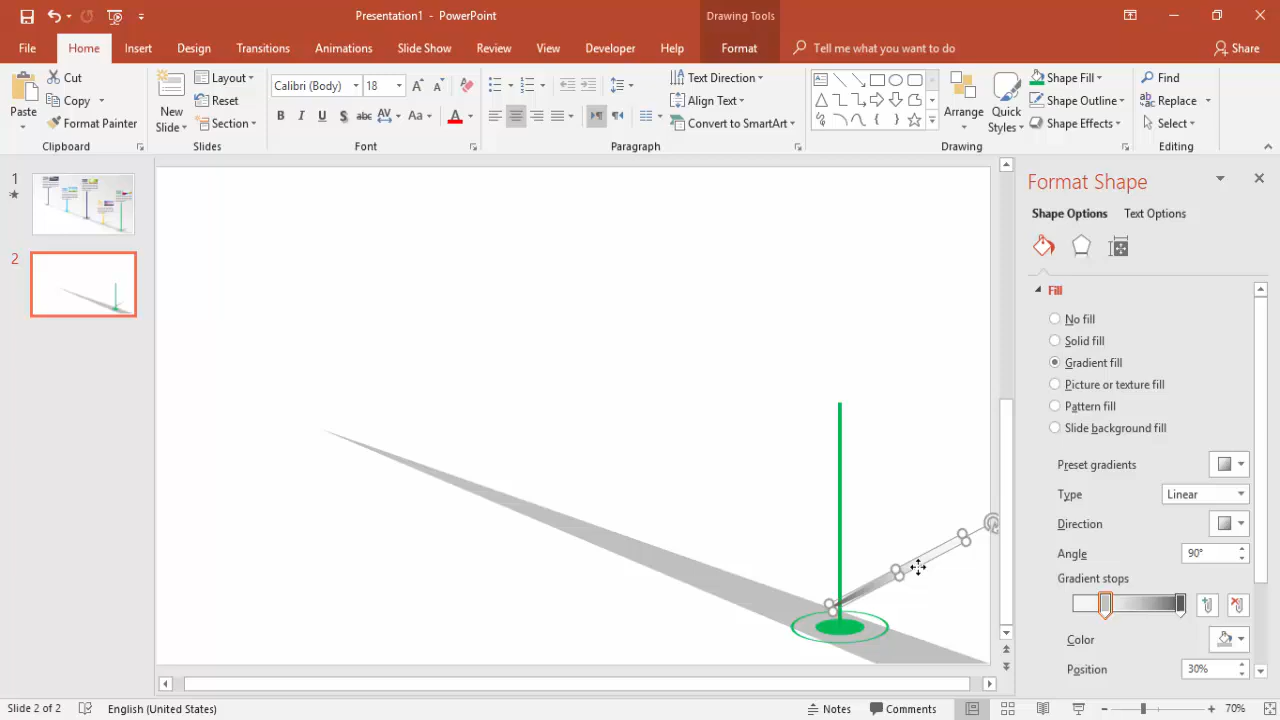 Presentation1 - PowerPoint
Drawing Tools
File Home Insert Design Transitions Animations Slide Show Review View Developer Help Format Tell me what you want to do Share
Paste
Cut
Copy
Format Painter
Clipboard
New Slide
Layout
Reset
Section
Slides
Calibri (Body) 18
B I U S abc AV Aa A
Font
Text Direction
Align Text
Convert to SmartArt
Paragraph
Arrange
Quick Styles
Shape Fill
Shape Outline
Shape Effects
Drawing
Find
Replace
Select
Editing
1
2
Format Shape
Shape Options Text Options
Fill
No fill
Solid fill
Gradient fill
Picture or texture fill
Pattern fill
Slide background fill
Preset gradients
Type Linear
Direction
Angle 90°
Gradient stops
Color
Position 30%
Slide 2 of 2 English (United States) Notes Comments 70%